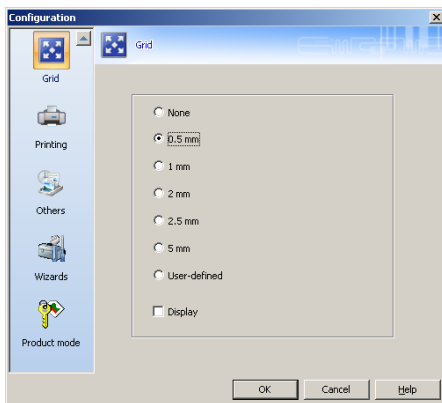 Configuration
Grid
Printing
Others
Wizards
Product mode
Grid
None
0.5 mm
1 mm
2 mm
2.5 mm
5 mm
User-defined
Display
OK
Cancel
Help